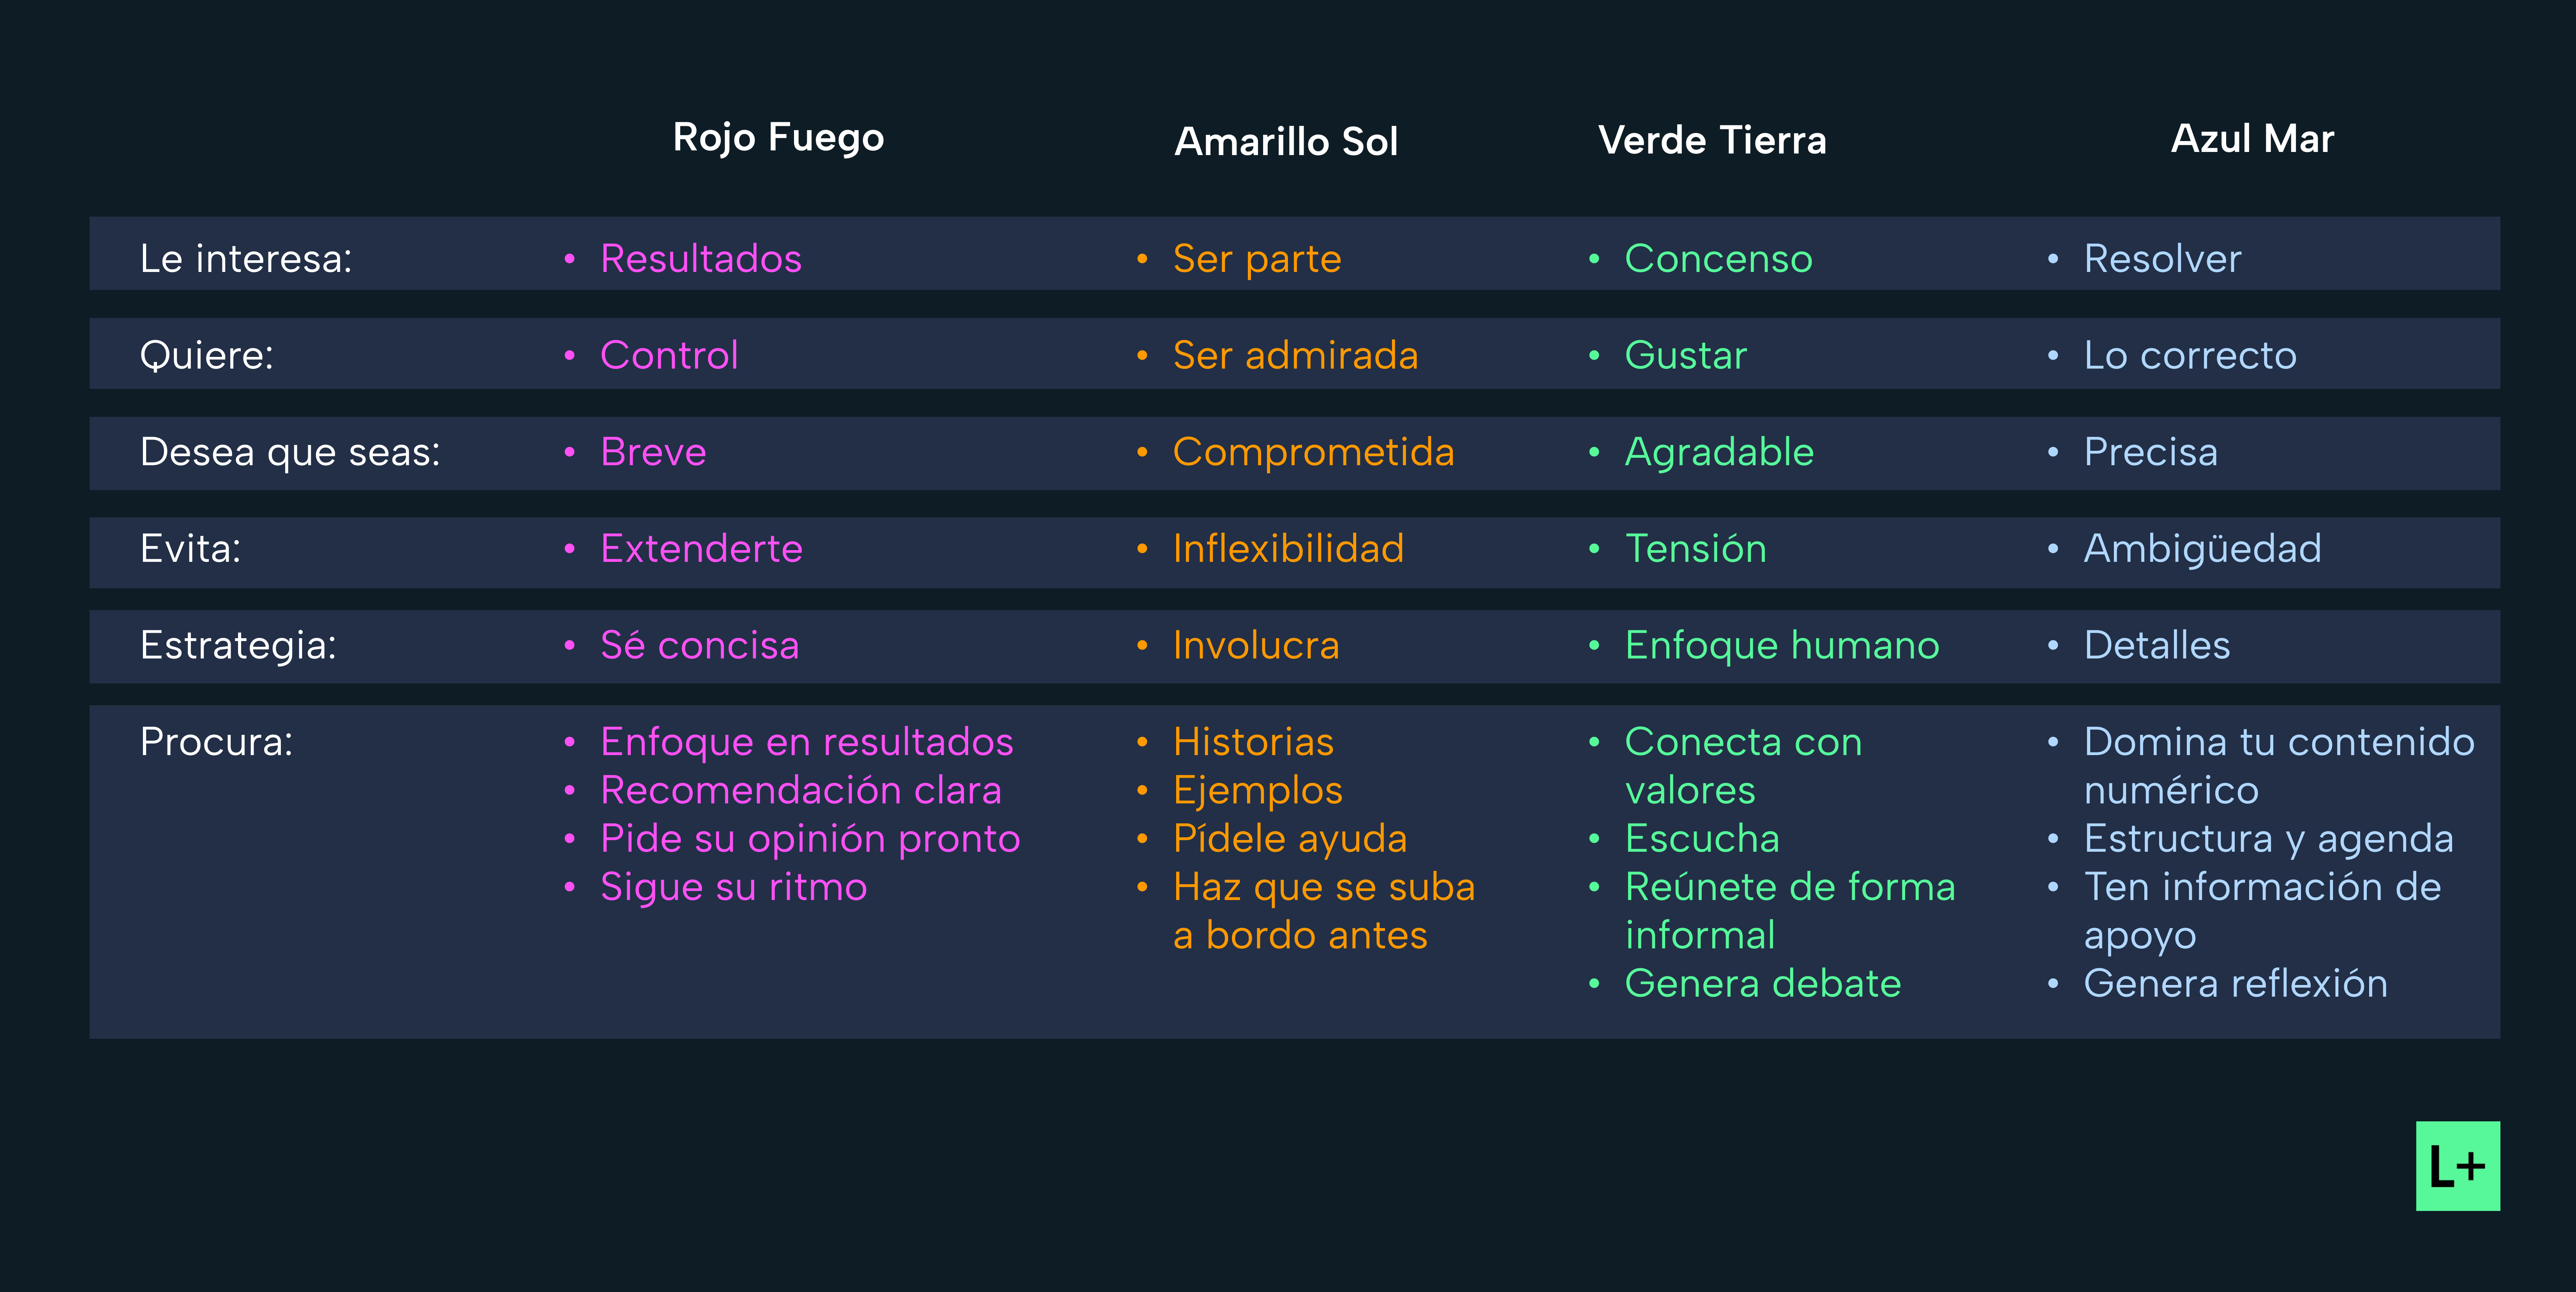 Rojo Fuego Amarillo Sol Verde Tierra Azul Mar
Le interesa: • Resultados • Ser parte • Concenso • Resolver
Quiere: • Control • Ser admirada • Gustar • Lo correcto
Desea que seas: • Breve • Comprometida • Agradable • Precisa
Evita: • Extenderte • Inflexibilidad • Tensión • Ambigüedad
Estrategia: • Sé concisa • Involucra • Enfoque humano • Detalles
Procura: • Enfoque en resultados • Historias • Conecta con • Domina tu contenido
• Recomendación clara • Ejemplos valores numérico
• Pide su opinión pronto • Pídele ayuda • Escucha • Estructura y agenda
• Sigue su ritmo • Haz que se suba • Reúnete de forma • Ten información de
a bordo antes informal apoyo
• Genera debate • Genera reflexión
L+